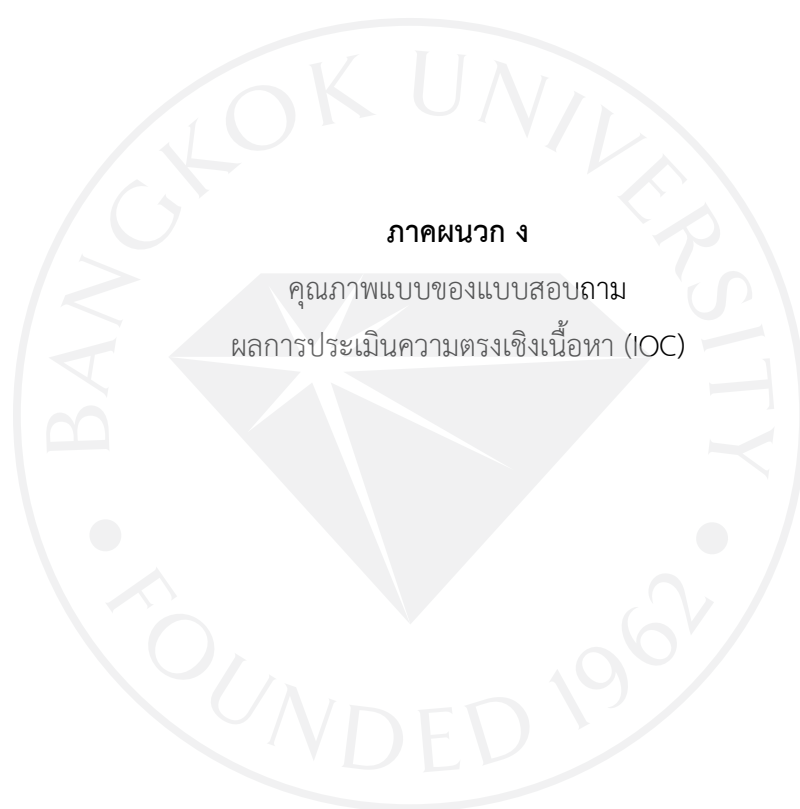 ภาคผนวก ง
คุณภาพแบบของแบบสอบถาม
ผลการประเมินความตรงเชิงเนื้อหา (IOC)
BANGKOK UNIVERSITY
• FOUNDED 1962 •